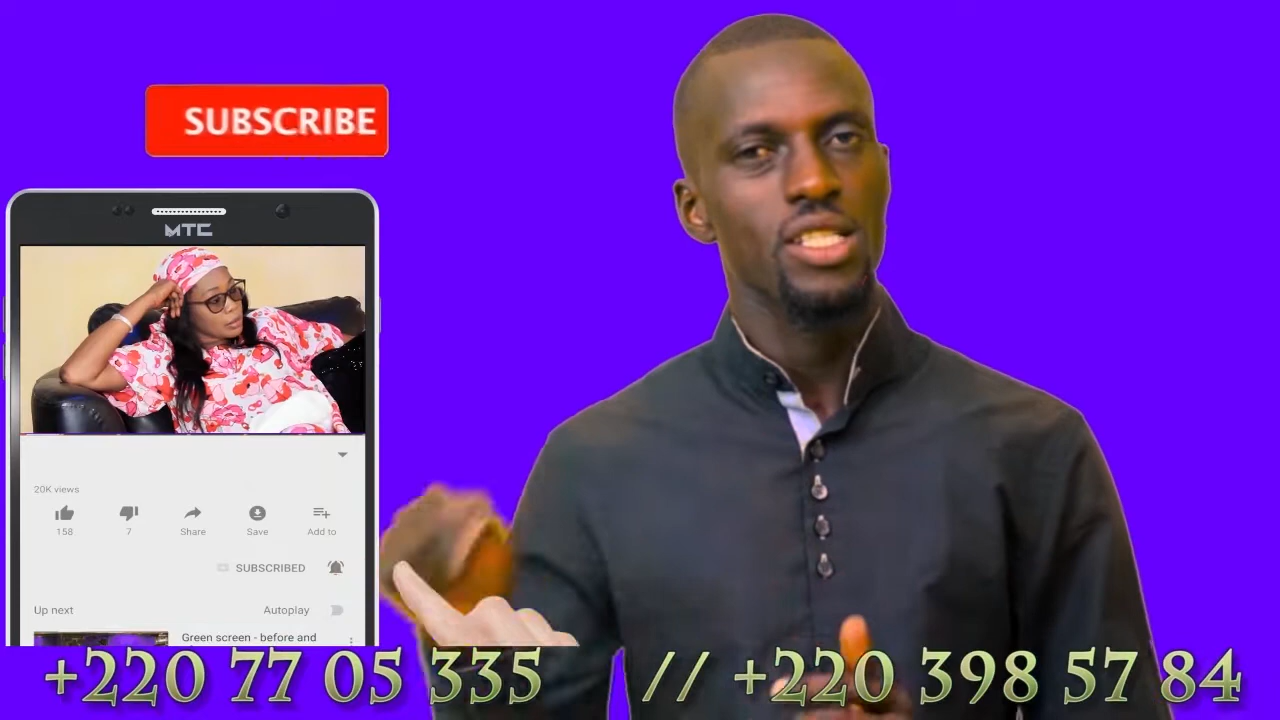 SUBSCRIBE
MTC
20K views
158
7
Share
Save
Add to
SUBSCRIBED
Up next
Autoplay
Green screen - before and
+220 77 05 335 // +220 398 57 84